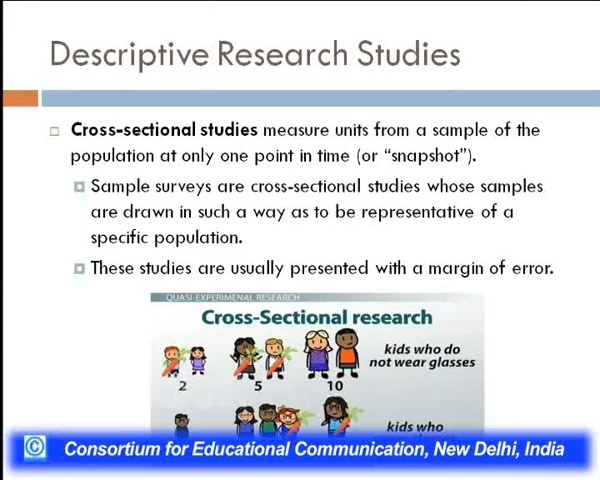 Descriptive Research Studies
Cross-sectional studies measure units from a sample of the
population at only one point in time (or “snapshot”).
Sample surveys are cross-sectional studies whose samples
are drawn in such a way as to be representative of a
specific population.
These studies are usually presented with a margin of error.
QUASI-EXPERIMENAL RESEARCH
Cross-Sectional research
kids who do
not wear glasses
2 5 10
kids who
© Consortium for Educational Communication, New Delhi, India